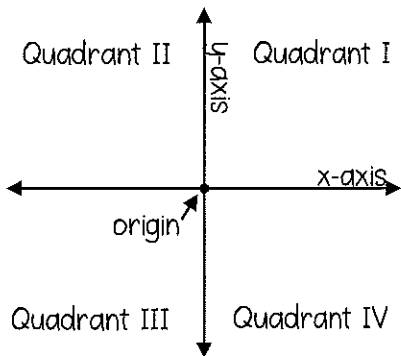 Quadrant II
Quadrant I
y-axis
x-axis
origin
Quadrant III
Quadrant IV